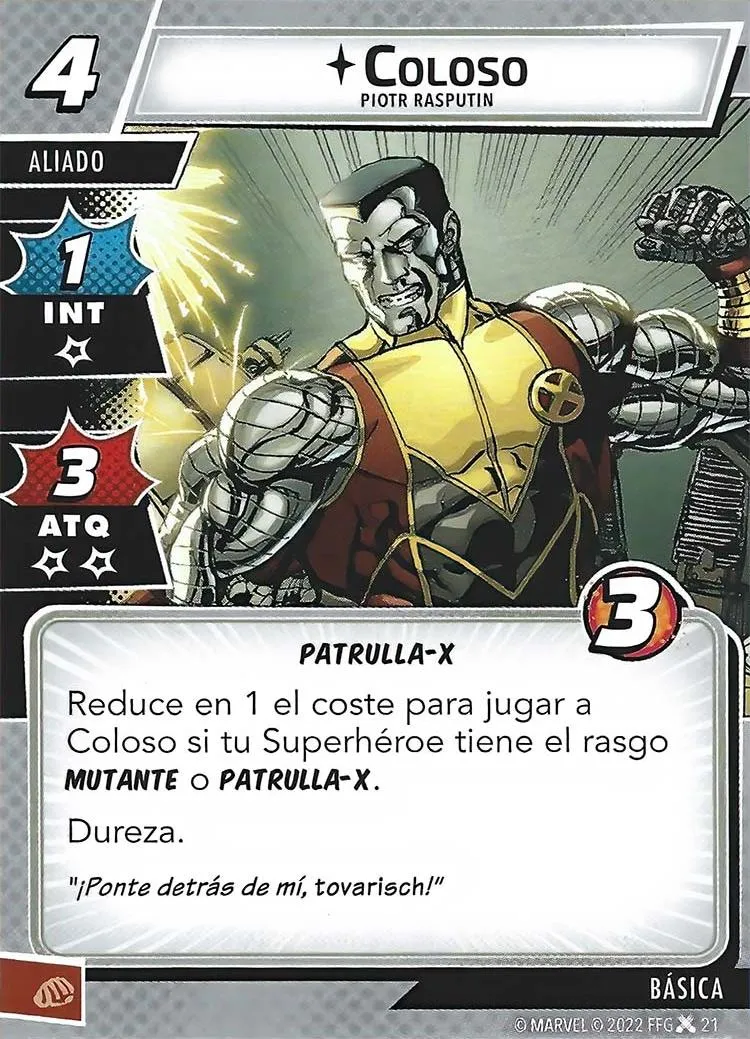 4
COLOSO
PIOTR RASPUTIN
ALIADO
1
INT
3
ATQ
3
PATRULLA-X
Reduce en 1 el coste para jugar a
Coloso si tu Superhéroe tiene el rasgo
MUTANTE o PATRULLA-X.
Dureza.
"¡Ponte detrás de mí, tovarisch!"
BÁSICA
© MARVEL © 2022 FFG 21